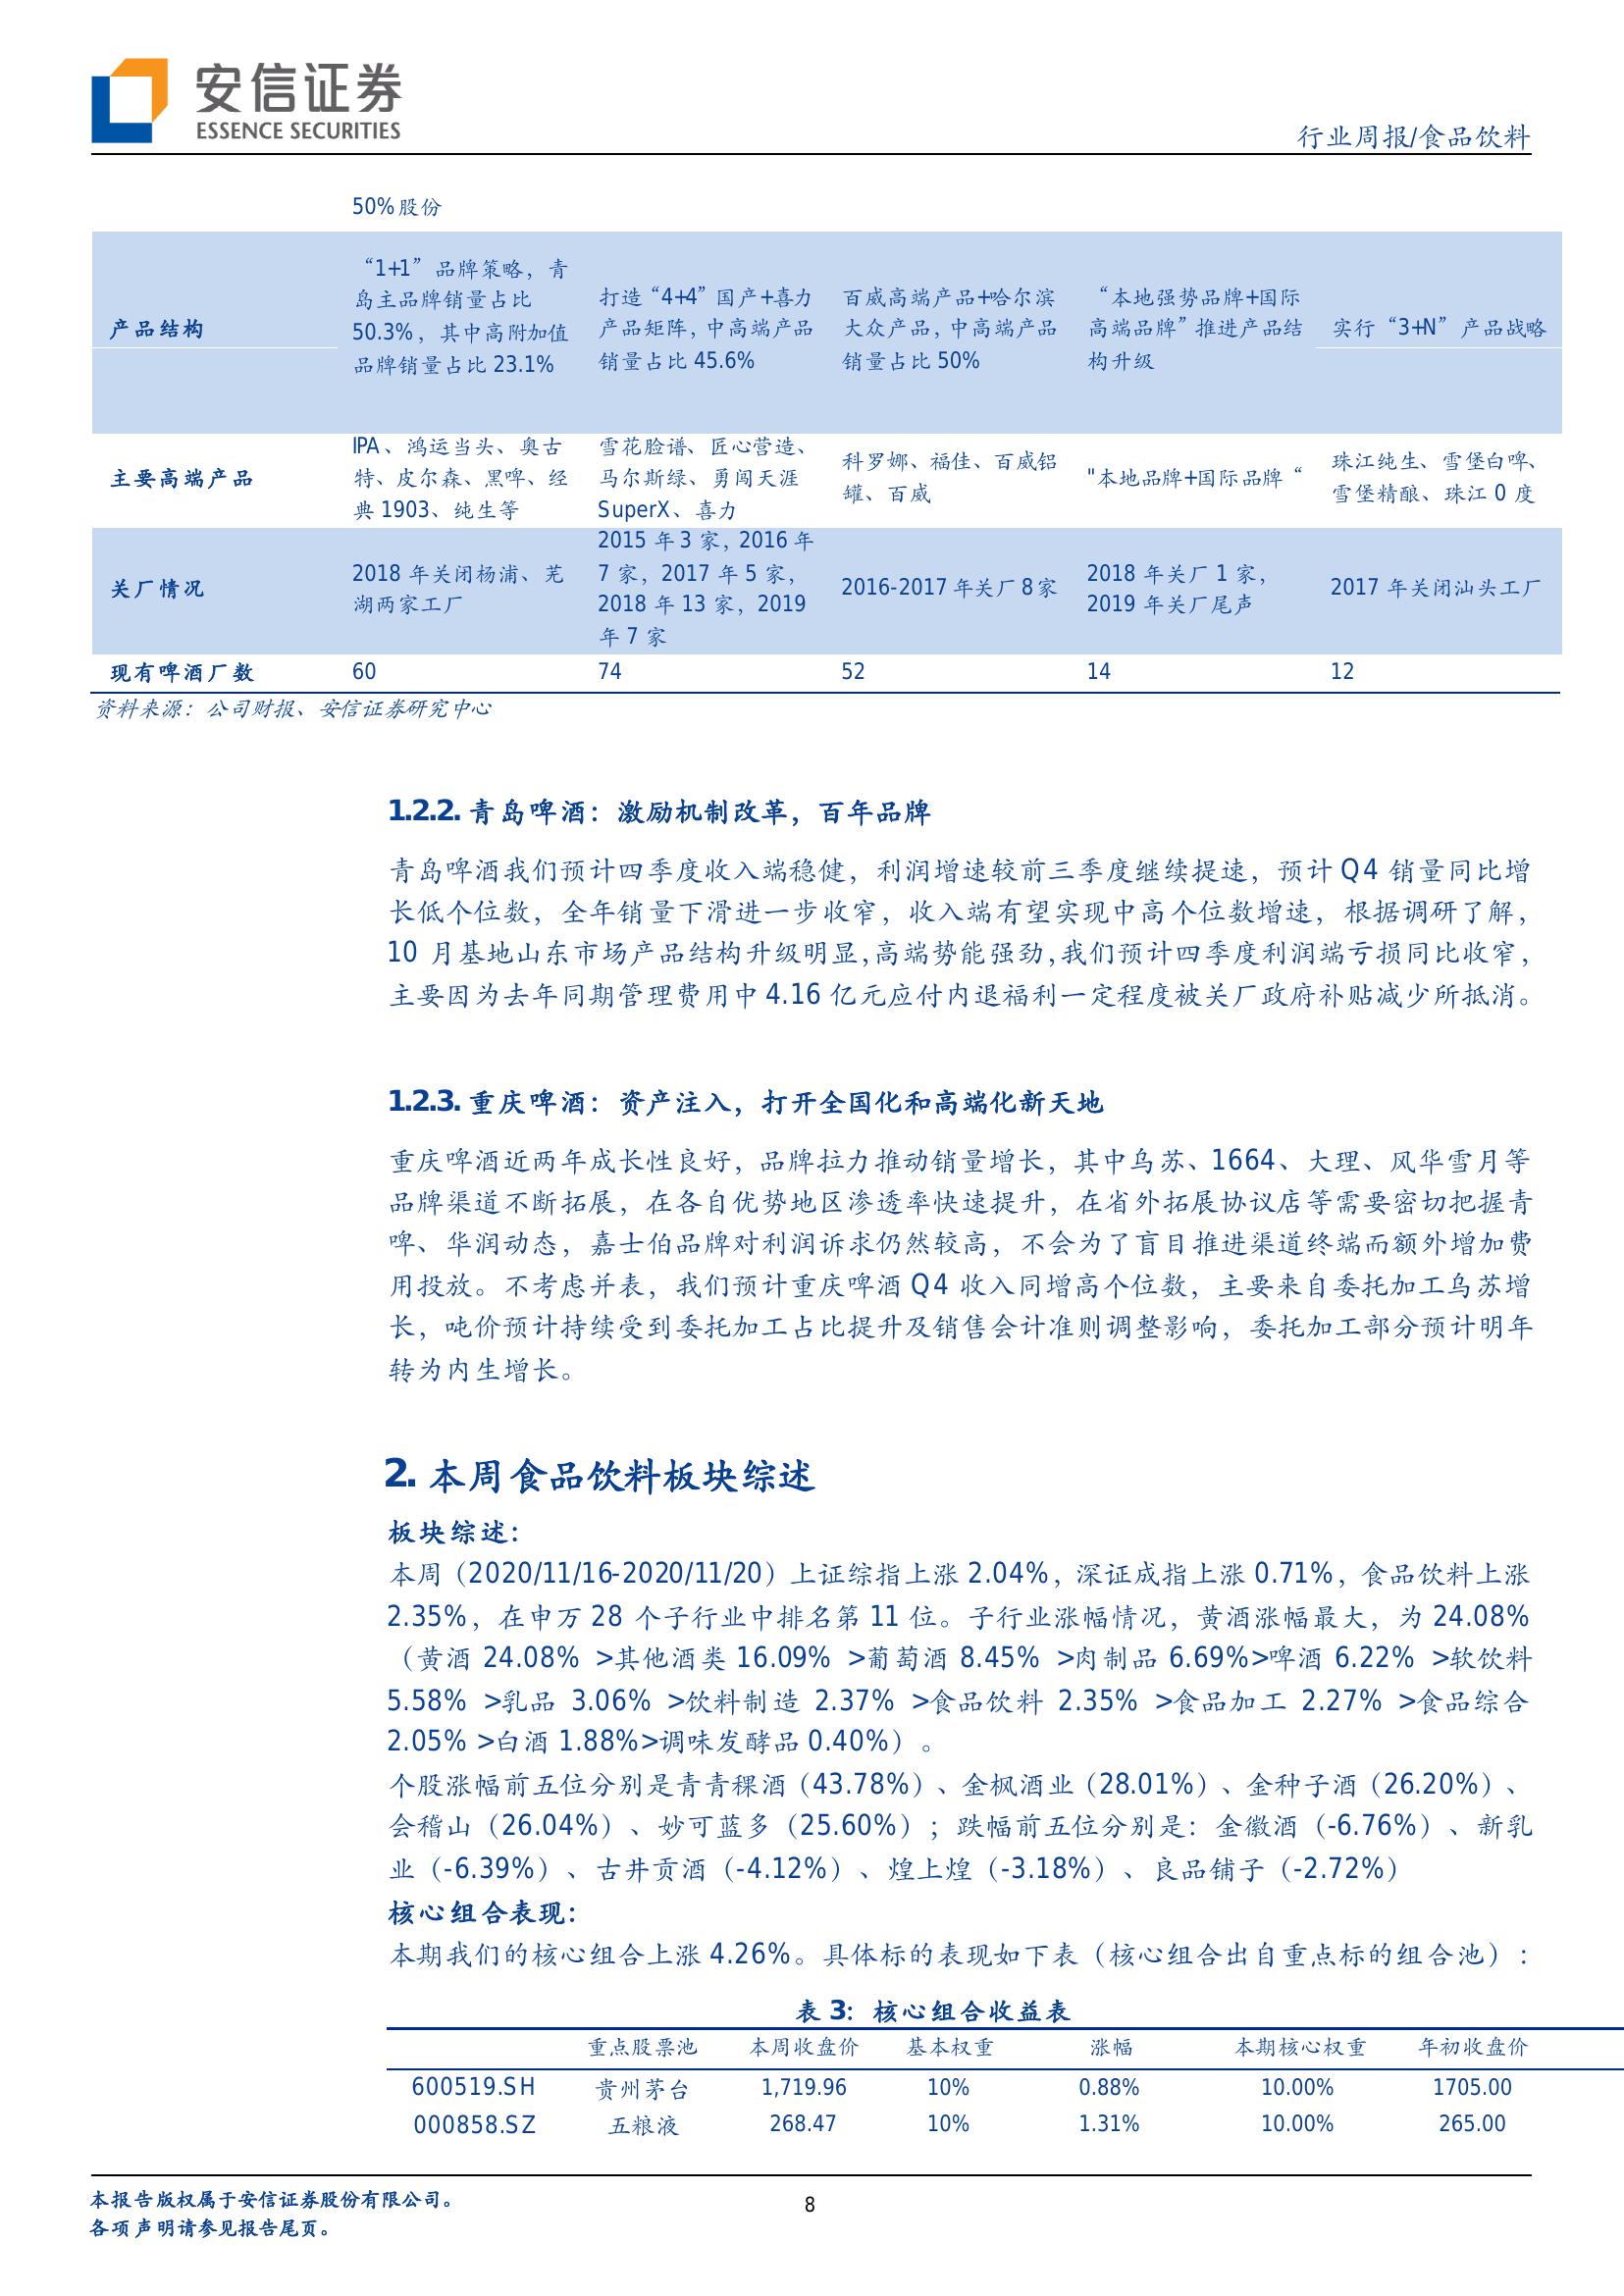 安信证券
ESSENCE SECURITIES
行业周报/食品饮料
50%股份
产品结构
“1+1”品牌策略，青
岛主品牌销量占比
50.3%，其中高附加值
品牌销量占比 23.1%
打造“4+4”国产+喜力
产品矩阵，中高端产品
销量占比 45.6%
百威高端产品+哈尔滨
大众产品，中高端产品
销量占比 50%
“本地强势品牌+国际
高端品牌”推进产品结
构升级
实行“3+N”产品战略
主要高端产品
IPA、鸿运当头、奥古
特、皮尔森、黑啤、经
典 1903、纯生等
雪花脸谱、匠心营造、
马尔斯绿、勇闯天涯
SuperX、喜力
科罗娜、福佳、百威铝
罐、百威
"本地品牌+国际品牌“
珠江纯生、雪堡白啤、
雪堡精酿、珠江 0 度
关厂情况
2018 年关闭杨浦、芜
湖两家工厂
2015 年 3 家，2016 年
7 家，2017 年 5 家，
2018 年 13 家，2019
年 7 家
2016-2017 年关厂 8 家
2018 年关厂 1 家，
2019 年关厂尾声
2017 年关闭汕头工厂
现有啤酒厂数
60
74
52
14
12
资料来源：公司财报、安信证券研究中心
1.2.2. 青岛啤酒：激励机制改革，百年品牌
青岛啤酒我们预计四季度收入端稳健，利润增速较前三季度继续提速，预计 Q4 销量同比增
长低个位数，全年销量下滑进一步收窄，收入端有望实现中高个位数增速，根据调研了解，
10 月基地山东市场产品结构升级明显，高端势能强劲，我们预计四季度利润端亏损同比收窄，
主要因为去年同期管理费用中 4.16 亿元应付内退福利一定程度被关厂政府补贴减少所抵消。
1.2.3. 重庆啤酒：资产注入，打开全国化和高端化新天地
重庆啤酒近两年成长性良好，品牌拉力推动销量增长，其中乌苏、1664、大理、风华雪月等
品牌渠道不断拓展，在各自优势地区渗透率快速提升，在省外拓展协议店等需要密切把握青
啤、华润动态，嘉士伯品牌对利润诉求仍然较高，不会为了盲目推进渠道终端而额外增加费
用投放。不考虑并表，我们预计重庆啤酒 Q4 收入同增高个位数，主要来自委托加工乌苏增
长，吨价预计持续受到委托加工占比提升及销售会计准则调整影响，委托加工部分预计明年
转为内生增长。
2. 本周食品饮料板块综述
板块综述：
本周（2020/11/16-2020/11/20）上证综指上涨 2.04%，深证成指上涨 0.71%，食品饮料上涨
2.35%，在申万 28 个子行业中排名第 11 位。子行业涨幅情况，黄酒涨幅最大，为 24.08%
（黄酒 24.08% >其他酒类 16.09% >葡萄酒 8.45% >肉制品 6.69%>啤酒 6.22% >软饮料
5.58% >乳品 3.06% >饮料制造 2.37% >食品饮料 2.35% >食品加工 2.27% >食品综合
2.05% >白酒 1.88%>调味发酵品 0.40%）。
个股涨幅前五位分别是青青稞酒（43.78%）、金枫酒业（28.01%）、金种子酒（26.20%）、
会稽山（26.04%）、妙可蓝多（25.60%）；跌幅前五位分别是：金徽酒（-6.76%）、新乳
业（-6.39%）、古井贡酒（-4.12%）、煌上煌（-3.18%）、良品铺子（-2.72%）
核心组合表现：
本期我们的核心组合上涨 4.26%。具体标的表现如下表（核心组合出自重点标的组合池）：
表 3：核心组合收益表
重点股票池 本周收盘价 基本权重 涨幅 本期核心权重 年初收盘价
600519.SH 贵州茅台 1,719.96 10% 0.88% 10.00% 1705.00
000858.SZ 五粮液 268.47 10% 1.31% 10.00% 265.00
本报告版权属于安信证券股份有限公司。
各项声明请参见报告尾页。
8